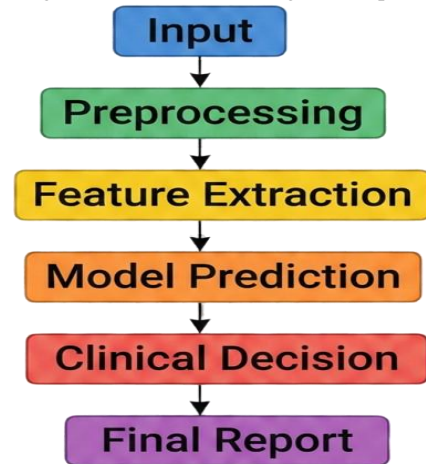 Input
Preprocessing
Feature Extraction
Model Prediction
Clinical Decision
Final Report